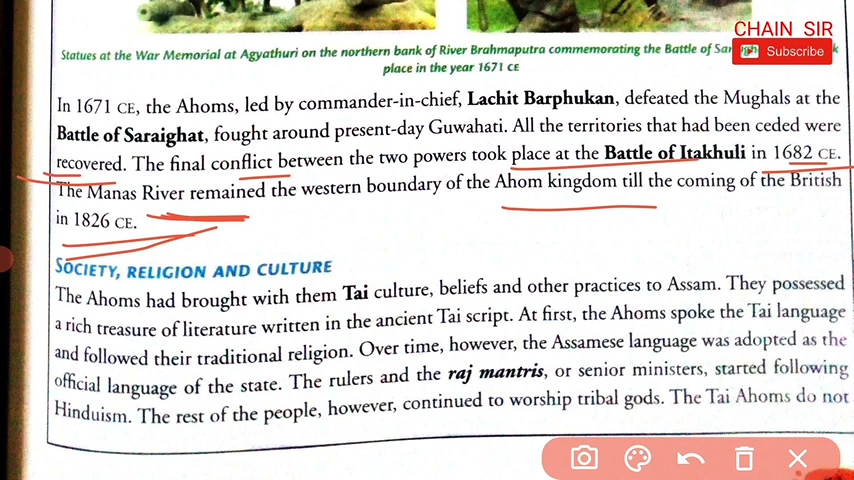 CHAIN SIR
Subscribe
Statues at the War Memorial at Agyathuri on the northern bank of River Brahmaputra commemorating the Battle of
place in the year 1671 CE
In 1671 CE, the Ahoms, led by commander-in-chief, Lachit Barphukan, defeated the Mughals at the
Battle of Saraighat, fought around present-day Guwahati. All the territories that had been ceded were
recovered. The final conflict between the two powers took place at the Battle of Itakhuli in 1682 CE.
The Manas River remained the western boundary of the Ahom kingdom till the coming of the British
in 1826 CE.
SOCIETY, RELIGION AND CULTURE
The Ahoms had brought with them Tai culture, beliefs and other practices to Assam. They possessed
a rich treasure of literature written in the ancient Tai script. At first, the Ahoms spoke the Tai language
and followed their traditional religion. Over time, however, the Assamese language was adopted as the
official language of the state. The rulers and the raj mantris, or senior ministers, started following
Hinduism. The rest of the people, however, continued to worship tribal gods. The Tai Ahoms do not